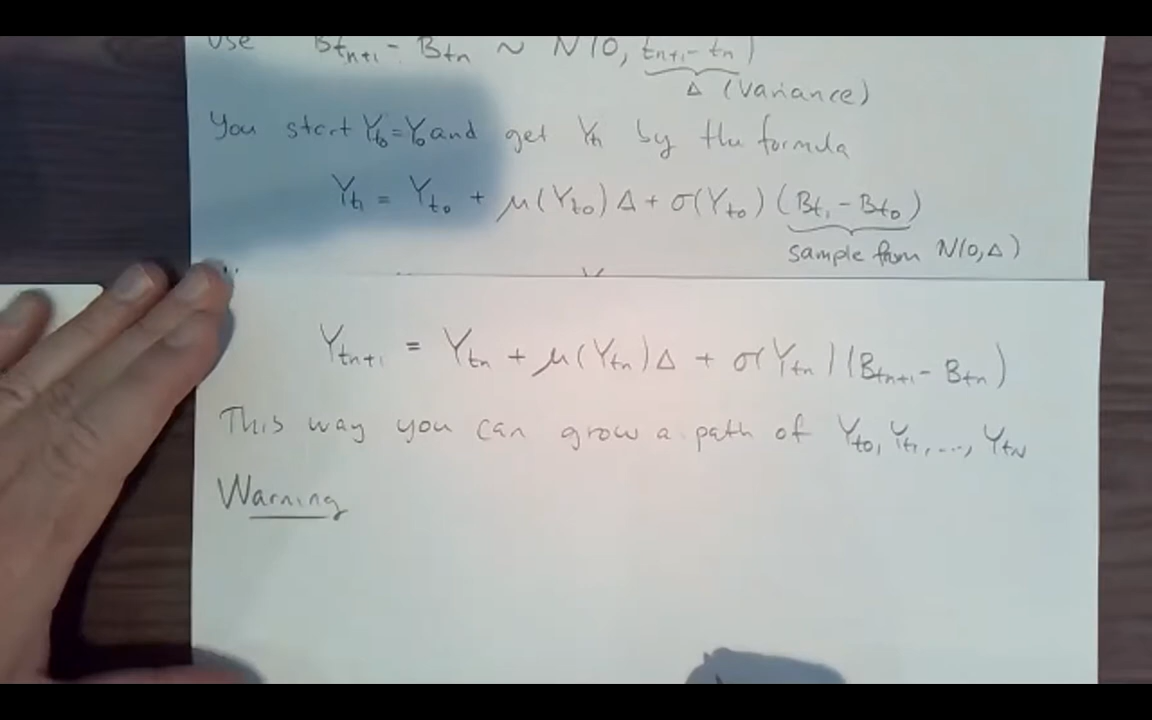 Use B_{t_{n+1}} - B_{t_n} ~ N(0, t_{n+1} - t_n)
Δ (variance)
You start Y_{t_0} = Y_0 and get Y_{t_1} by the formula
Y_{t_1} = Y_{t_0} + μ(Y_{t_0}) Δ + σ(Y_{t_0}) (B_{t_1} - B_{t_0})
sample from N(0, Δ)
Y_{t_{n+1}} = Y_{t_n} + μ(Y_{t_n}) Δ + σ(Y_{t_n}) (B_{t_{n+1}} - B_{t_n})
This way you can grow a path of Y_{t_0}, Y_{t_1}, ..., Y_{t_N}
Warning